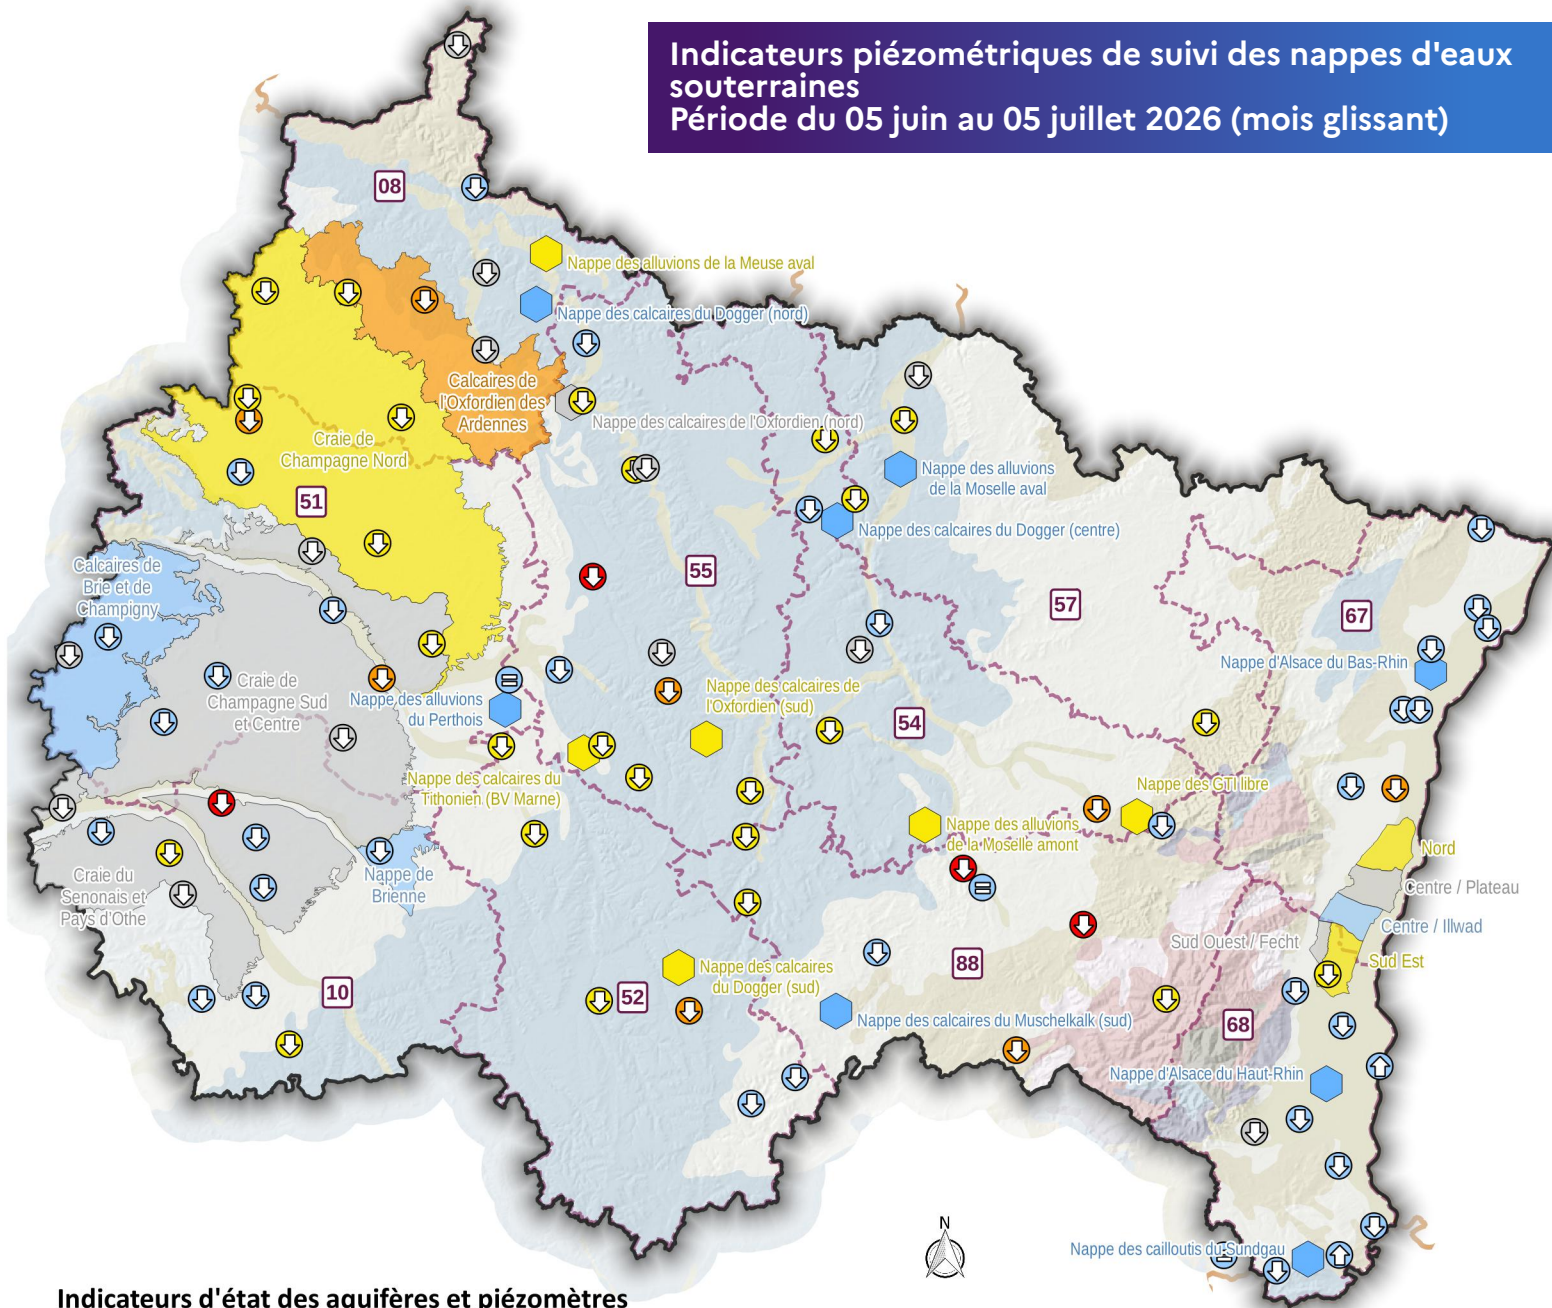 Indicateurs piézométriques de suivi des nappes d'eaux
souterraines
Période du 05 juin au 05 juillet 2026 (mois glissant)
08
Nappe des alluvions de la Meuse aval
Nappe des calcaires du Dogger (nord)
Calcaires de
l'Oxfordien des
Ardennes
Nappe des calcaires de l'Oxfordien (nord)
Craie de
Champagne Nord
Nappe des alluvions
de la Moselle aval
51
Nappe des calcaires du Dogger (centre)
Calcaires de
Brie et de
Champigny
55
57
67
Nappe d'Alsace du Bas-Rhin
Craie de
Champagne Sud
et Centre
Nappe des alluvions
du Perthois
Nappe des calcaires de
l'Oxfordien (sud)
54
Nappe des calcaires du
Tithonien (BV Marne)
Nappe des GTI libre
Nappe des alluvions
de la Moselle amont
Nord
Craie du
Senonais et
Pays d'Othe
Nappe de
Brienne
Centre / Plateau
Centre / Illwad
Sud Ouest / Fecht
Sud Est
88
Nappe des calcaires
du Dogger (sud)
10
52
Nappe des calcaires du Muschelkalk (sud)
68
Nappe d'Alsace du Haut-Rhin
N
Nappe des cailloutis du Sundgau
Indicateurs d'état des aquifères et piézomètres